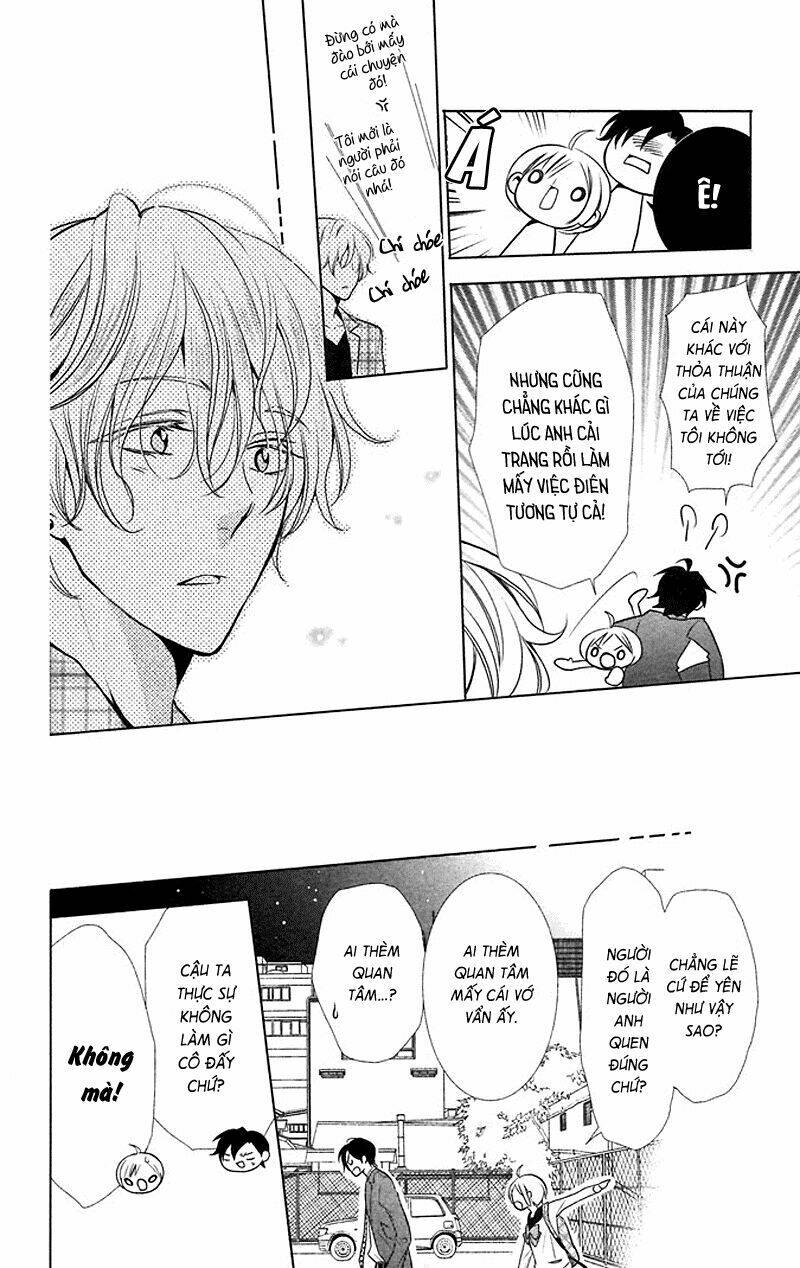 Ê!
Á
CÁI NÀY
KHÁC VỚI
THỎA THUẬN
CỦA CHÚNG
TA VỀ VIỆC
TÔI KHÔNG
TỚI!
NHƯNG CŨNG
CHẲNG KHÁC GÌ
LÚC ANH CẢI
TRANG RỒI LÀM
MẤY VIỆC ĐIÊN
TƯƠNG TỰ CẢ!
Đừng có mà
đào bới mấy
cái chuyện
đó!
Tôi mới là
người phải
nói câu đó
nhá!
Chí chóe
Chí chóe
CHẲNG LẼ
CỨ ĐỂ YÊN
NHƯ VẬY
SAO?
NGƯỜI
ĐÓ LÀ
NGƯỜI
ANH
QUEN
ĐÚNG
CHỨ?
AI THÈM
QUAN TÂM
MẤY CÁI VỚ
VẨN ẤY.
AI THÈM
QUAN
TÂM...?
CẬU TA
THỰC SỰ
KHÔNG
LÀM GÌ
CÔ ĐẤY
CHỨ?
Không
mà!